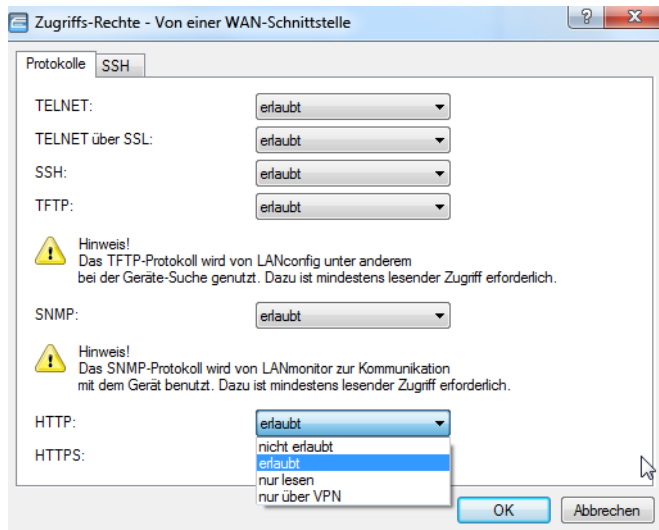 Zugriffs-Rechte - Von einer WAN-Schnittstelle
Protokolle SSH
TELNET: erlaubt
TELNET über SSL: erlaubt
SSH: erlaubt
TFTP: erlaubt
Hinweis!
Das TFTP-Protokoll wird von LANconfig unter anderem
bei der Geräte-Suche genutzt. Dazu ist mindestens lesender Zugriff erforderlich.
SNMP: erlaubt
Hinweis!
Das SNMP-Protokoll wird von LANmonitor zur Kommunikation
mit dem Gerät benutzt. Dazu ist mindestens lesender Zugriff erforderlich.
HTTP: erlaubt
nicht erlaubt
HTTPS: erlaubt
nur lesen
nur über VPN
OK Abbrechen